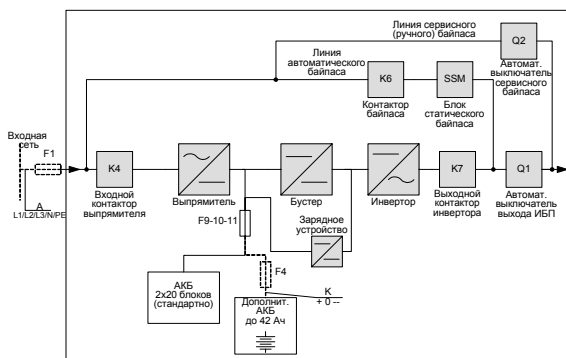 Линия сервисного
(ручного) байпаса
Q2
Автомат.
выключатель
сервисного
байпаса
Линия
автоматического
байпаса
K6
SSM
Контактор
байпаса
Блок
статического
байпаса
Входная
сеть
F1
A
L1/L2/L3/N/PE
K4
Входной
контактор
выпрямителя
Выпрямитель
Бустер
Инвертор
K7
Выходной
контактор
инвертора
Q1
Автомат.
выключатель
выхода ИБП
F9-10-11
Зарядное
устройство
F4
АКБ
2x20 блоков
(стандартно)
K
+ 0 --
Дополнит.
АКБ
до 42 Ач